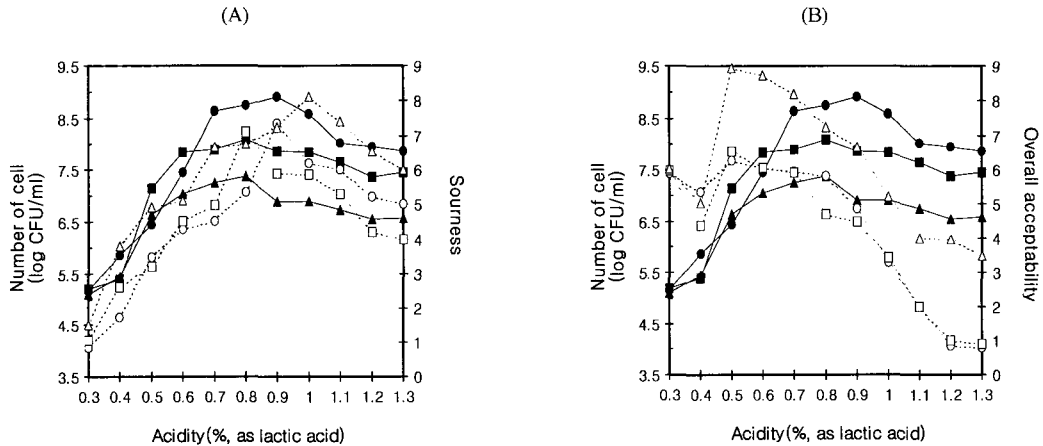 (A)
9.5
8.5
7.5
6.5
5.5
4.5
3.5
Number of cell
(log CFU/ml)
9
8
7
6
5
4
3
2
1
0
Sourness
0.3 0.4 0.5 0.6 0.7 0.8 0.9 1 1.1 1.2 1.3
Acidity(%, as lactic acid)
(B)
9.5
8.5
7.5
6.5
5.5
4.5
3.5
Number of cell
(log CFU/ml)
9
8
7
6
5
4
3
2
1
0
Overall acceptability
0.3 0.4 0.5 0.6 0.7 0.8 0.9 1 1.1 1.2 1.3
Acidity(%, as lactic acid)